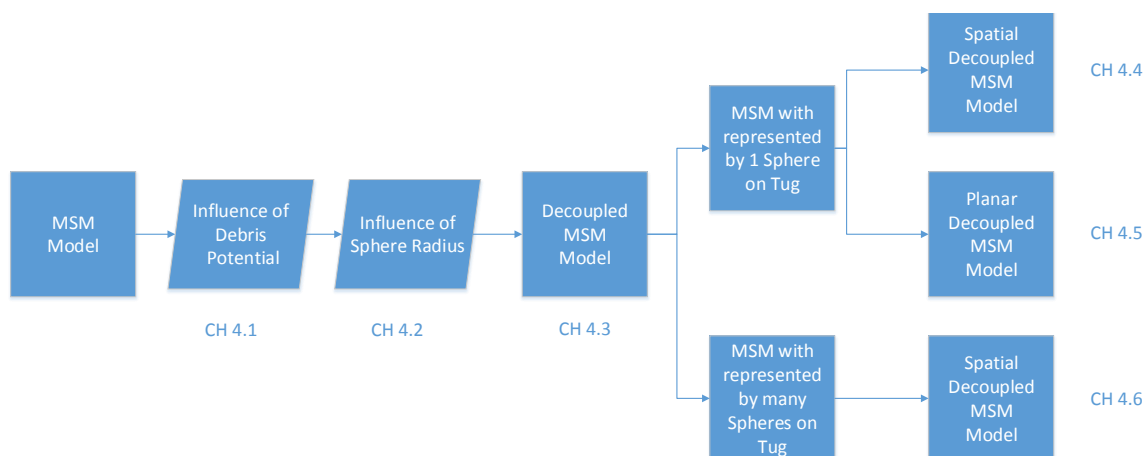 MSM
Model
Influence of
Debris
Potential
CH 4.1
Influence of
Sphere Radius
CH 4.2
Decoupled
MSM
Model
CH 4.3
MSM with
represented
by 1 Sphere
on Tug
Spatial
Decoupled
MSM
Model
CH 4.4
Planar
Decoupled
MSM
Model
CH 4.5
MSM with
represented
by many
Spheres on
Tug
Spatial
Decoupled
MSM
Model
CH 4.6